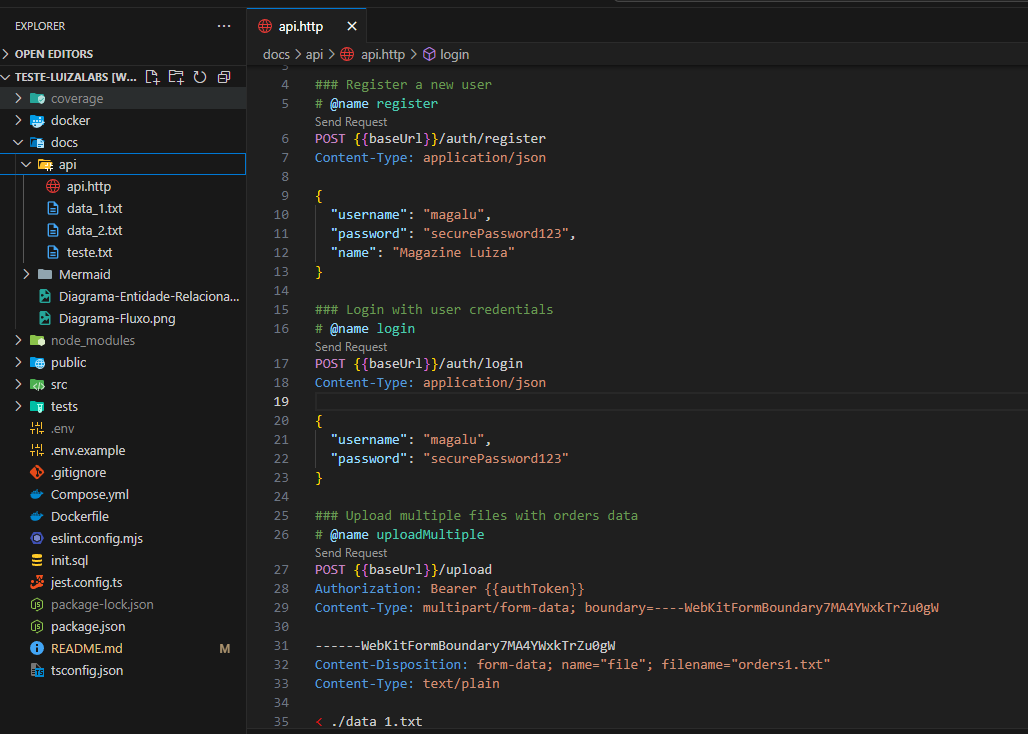 EXPLORER
OPEN EDITORS
TESTE-LUIZALABS [W...
coverage
docker
docs
api
api.http
data_1.txt
data_2.txt
teste.txt
Mermaid
Diagrama-Entidade-Relaciona...
Diagrama-Fluxo.png
node_modules
public
src
tests
.env
.env.example
.gitignore
Compose.yml
Dockerfile
eslint.config.mjs
init.sql
jest.config.ts
package-lock.json
package.json
README.md M
tsconfig.json
api.http
docs > api > api.http > login
3
4 ### Register a new user
5 # @name register
Send Request
6 POST {{baseUrl}}/auth/register
7 Content-Type: application/json
8
9 {
10 "username": "magalu",
11 "password": "securePassword123",
12 "name": "Magazine Luiza"
13 }
14
15 ### Login with user credentials
16 # @name login
Send Request
17 POST {{baseUrl}}/auth/login
18 Content-Type: application/json
19
20 {
21 "username": "magalu",
22 "password": "securePassword123"
23 }
24
25 ### Upload multiple files with orders data
26 # @name uploadMultiple
Send Request
27 POST {{baseUrl}}/upload
28 Authorization: Bearer {{authToken}}
29 Content-Type: multipart/form-data; boundary=----WebKitFormBoundary7MA4YWxkTrZu0gW
30
31 ------WebKitFormBoundary7MA4YWxkTrZu0gW
32 Content-Disposition: form-data; name="file"; filename="orders1.txt"
33 Content-Type: text/plain
34
35 < ./data_1.txt